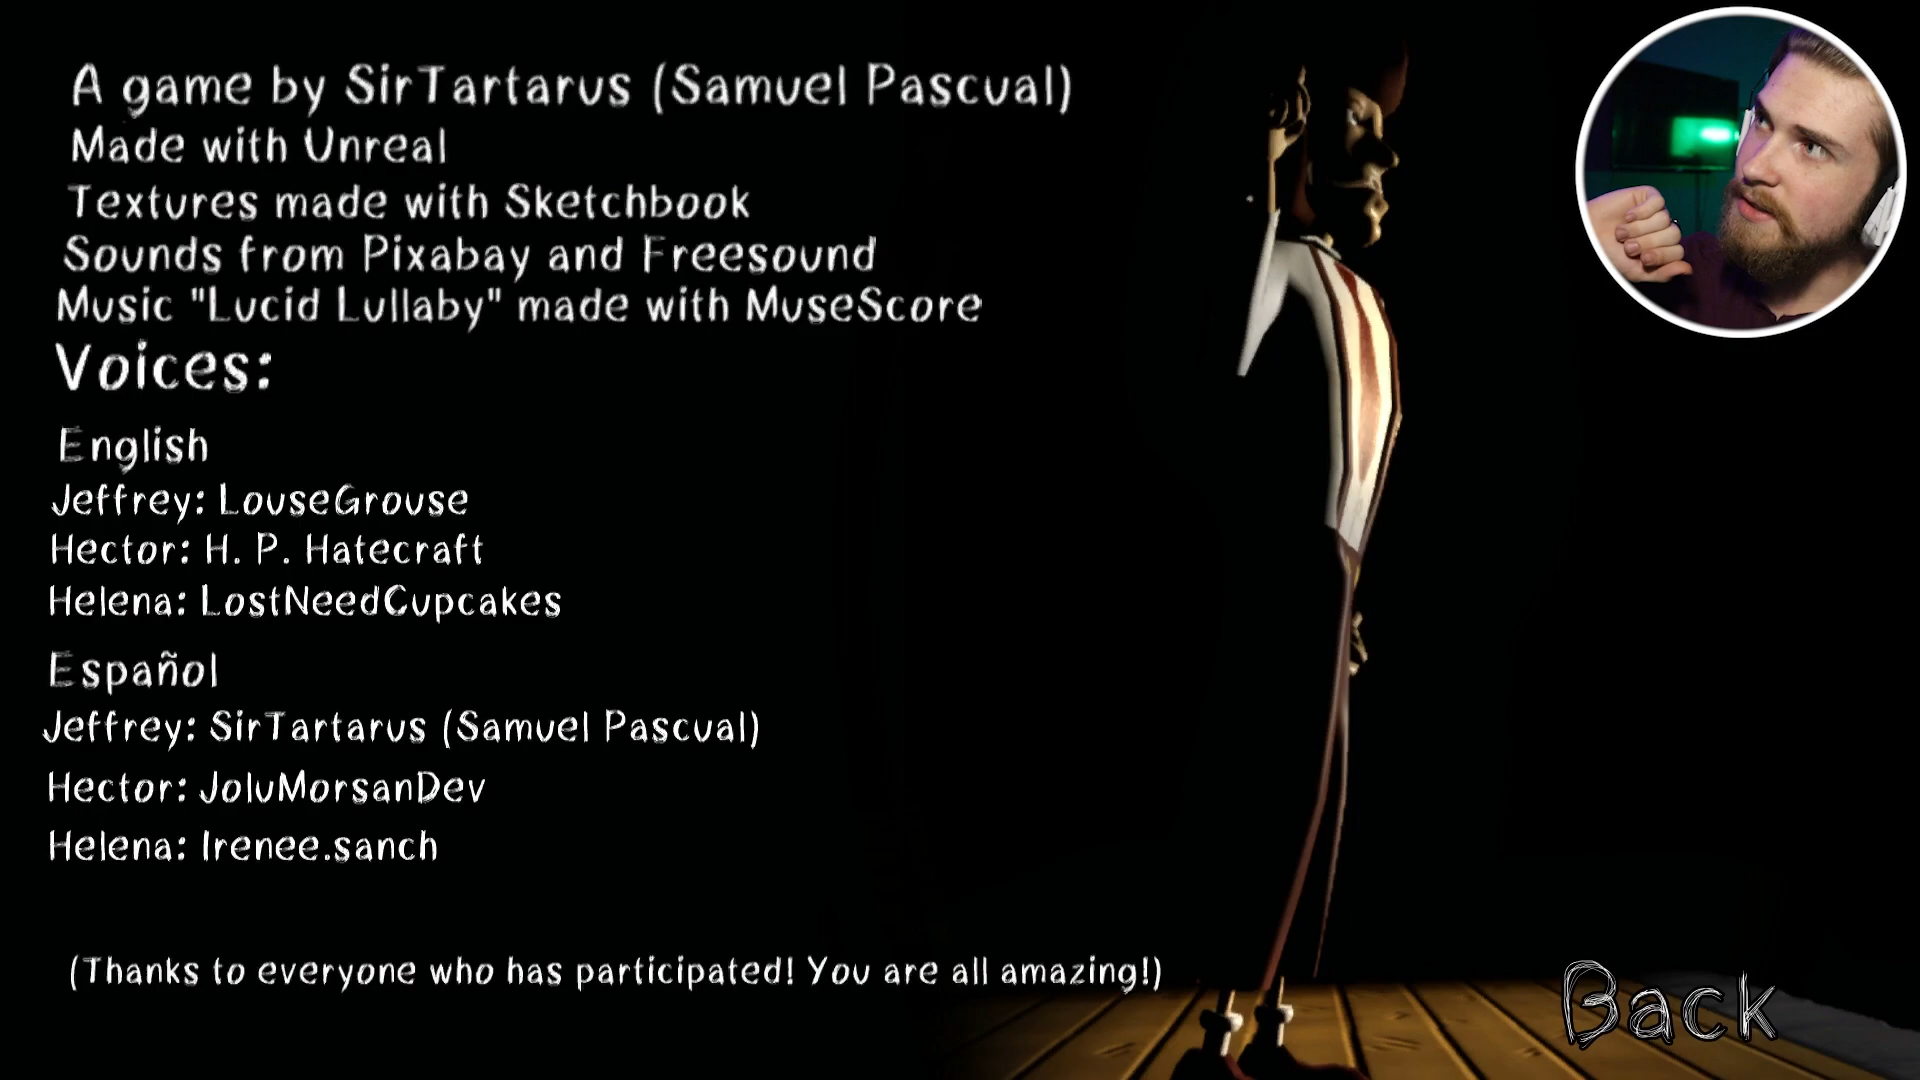 A game by SirTartarus (Samuel Pascual)
Made with Unreal
Textures made with Sketchbook
Sounds from Pixabay and Freesound
Music "Lucid Lullaby" made with MuseScore
Voices:
English
Jeffrey: LouseGrouse
Hector: H. P. Hatecraft
Helena: LostNeedCupcakes
Español
Jeffrey: SirTartarus (Samuel Pascual)
Hector: JoluMorsanDev
Helena: Irenee.sanch
(Thanks to everyone who has participated! You are all amazing!)
Back